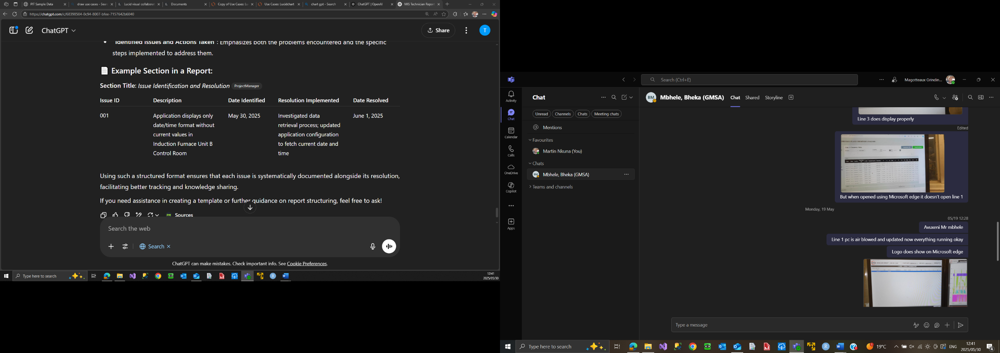 PIT Sample Data
draw use cases - Sear
Lucid visual collaborat
Documents
Copy of Use Cases: Lu
Use Cases: Lucidchart
chart gpt - Search
ChatGPT | OpenAI
MIS Technician Report
https://chatgpt.com/c/68398504-0c94-8007-bfee-7157642b6040
ChatGPT
Share
T
"Identified Issues and Actions Taken": Emphasizes both the problems encountered and the specific
steps implemented to address them.
Example Section in a Report:
Section Title: Issue Identification and Resolution ProjectManager
Issue ID Description Date Identified Resolution Implemented Date Resolved
001 Application displays only May 30, 2025 Investigated data June 1, 2025
date/time format without retrieval process; updated
current values in application configuration
Induction Furnace Unit B to fetch current date and
Control Room time
Using such a structured format ensures that each issue is systematically documented alongside its resolution,
facilitating better tracking and knowledge sharing.
If you need assistance in creating a template or further guidance on report structuring, feel free to ask!
PM Sources
Search the web
Search
ChatGPT can make mistakes. Check important info. See Cookie Preferences.
Type here to search
12:41
2025/05/30
Search (Ctrl+E)
Magotteaux Grindin...
Activity
Chat
Calendar
Calls
OneDrive
Copilot
Apps
Chat
Unread Channels Chats Meeting chats
Mentions
Favourites
Martin Nkuna (You)
Chats
BM Mbhele, Bheka (GMSA)
Teams and channels
BM Mbhele, Bheka (GMSA) Chat Shared Storyline
Line 3 does display properly
Edited
Line 1 Chemistry Data
But when opened using Microsoft edge it doesn't open line 1
Monday, 19 May
05/19 12:28
Avuxeni Mr mbhele
Line 1 pc is air blowed and updated now everything running okay
Logo does show on Microsoft edge
Type a message
Type here to search
19°C
ENG
12:41
2025/05/30
4